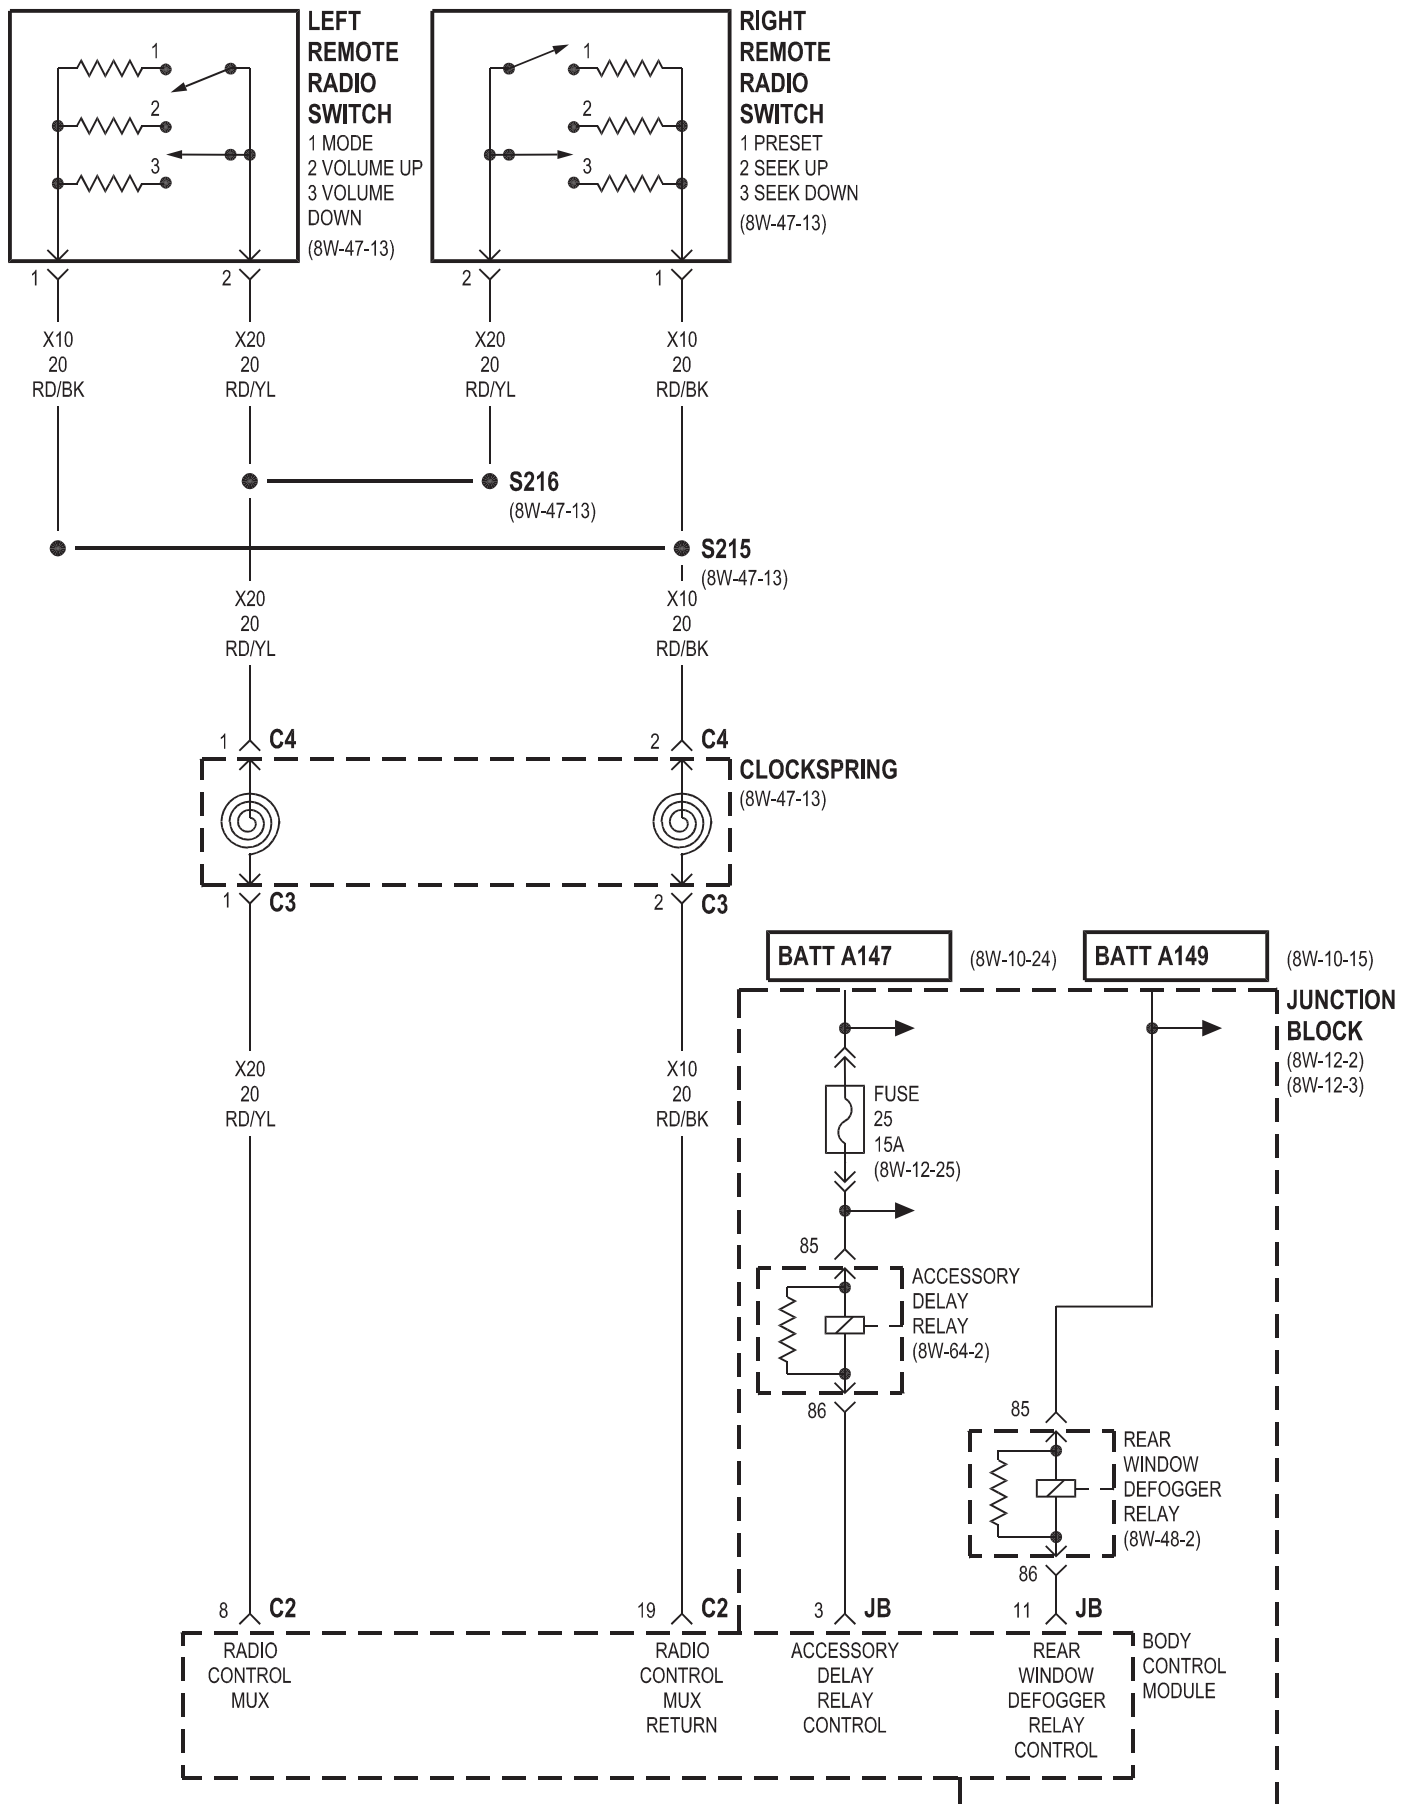 LEFT
REMOTE
RADIO
SWITCH
1 MODE
2 VOLUME UP
3 VOLUME
DOWN
(8W-47-13)
1
2
3
RIGHT
REMOTE
RADIO
SWITCH
1 PRESET
2 SEEK UP
3 SEEK DOWN
(8W-47-13)
1
2
3
1
2
2
1
X10
20
RD/BK
X20
20
RD/YL
X20
20
RD/YL
X10
20
RD/BK
S216
(8W-47-13)
S215
(8W-47-13)
X20
20
RD/YL
X10
20
RD/BK
1
C4
2
C4
CLOCKSPRING
(8W-47-13)
1
C3
2
C3
BATT A147
(8W-10-24)
BATT A149
(8W-10-15)
JUNCTION
BLOCK
(8W-12-2)
(8W-12-3)
X20
20
RD/YL
X10
20
RD/BK
FUSE
25
15A
(8W-12-25)
85
ACCESSORY
DELAY
RELAY
(8W-64-2)
86
85
REAR
WINDOW
DEFOGGER
RELAY
(8W-48-2)
86
8
C2
19
C2
3
JB
11
JB
RADIO
CONTROL
MUX
RADIO
CONTROL
MUX
RETURN
ACCESSORY
DELAY
RELAY
CONTROL
REAR
WINDOW
DEFOGGER
RELAY
CONTROL
BODY
CONTROL
MODULE